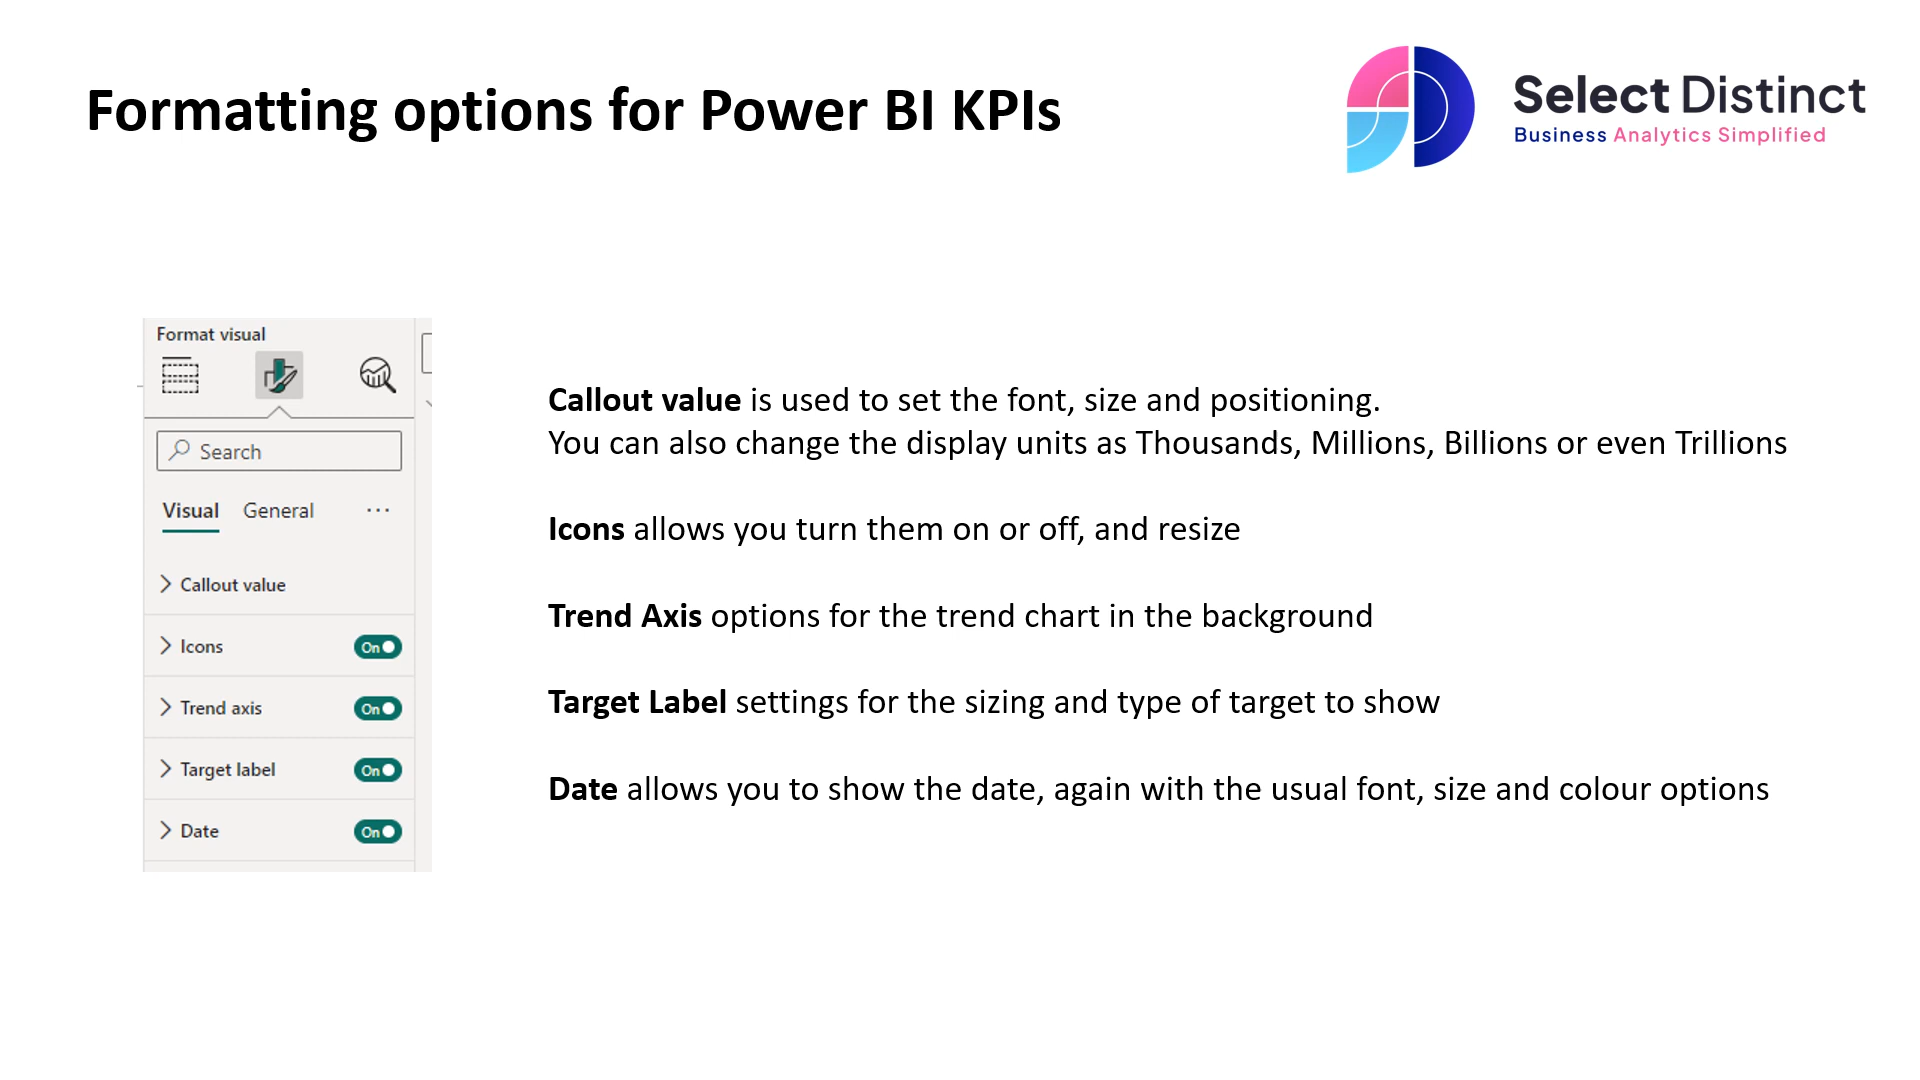 Formatting options for Power BI KPIs
Select Distinct
Business Analytics Simplified
Format visual
Search
Visual General ...
Callout value
Icons On
Trend axis On
Target label On
Date On
Callout value is used to set the font, size and positioning.
You can also change the display units as Thousands, Millions, Billions or even Trillions
Icons allows you turn them on or off, and resize
Trend Axis options for the trend chart in the background
Target Label settings for the sizing and type of target to show
Date allows you to show the date, again with the usual font, size and colour options